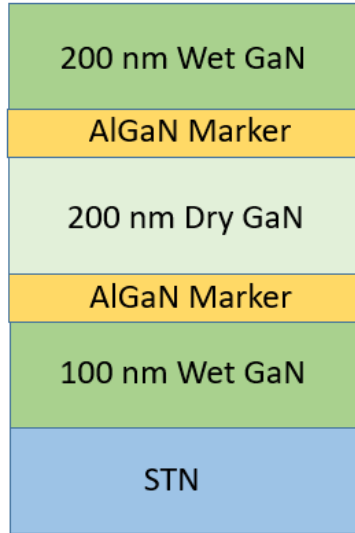 200 nm Wet GaN
AlGaN Marker
200 nm Dry GaN
AlGaN Marker
100 nm Wet GaN
STN